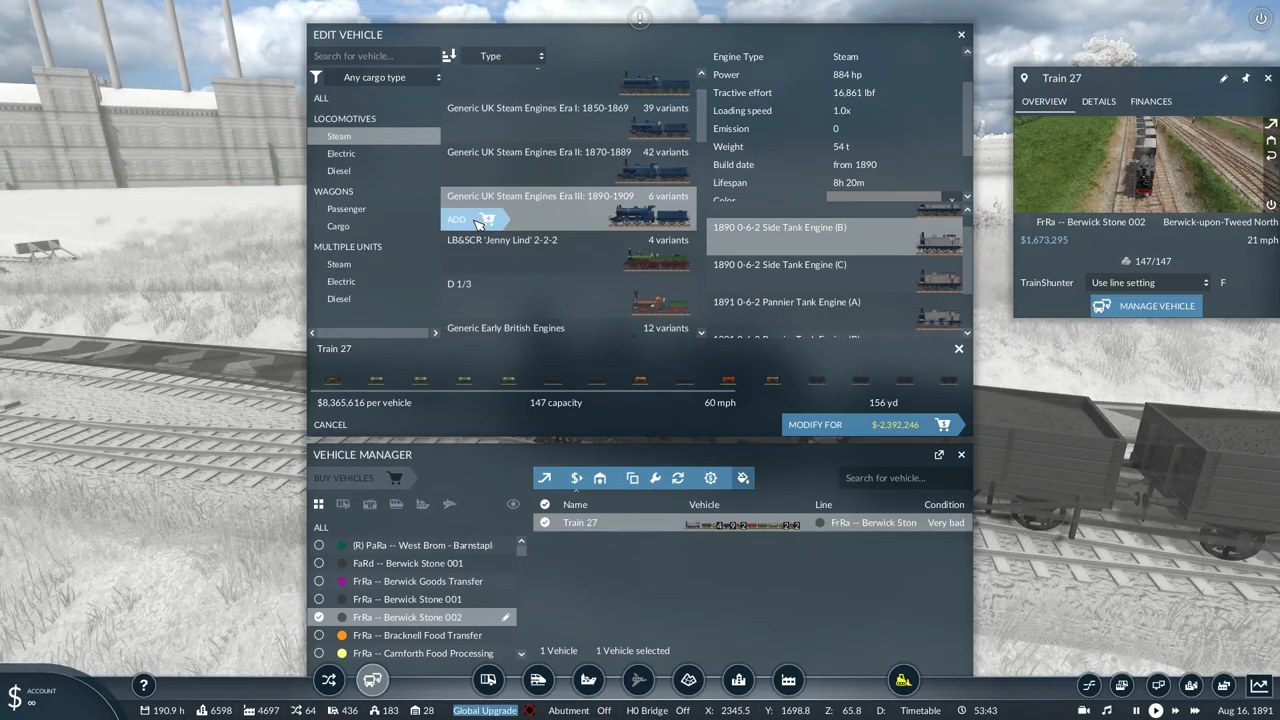 EDIT VEHICLE
Search for vehicle...
Type
Any cargo type
ALL
LOCOMOTIVES
Steam
Electric
Diesel
WAGONS
Passenger
Cargo
MULTIPLE UNITS
Steam
Electric
Diesel
Generic UK Steam Engines Era I: 1850-1869 39 variants
Generic UK Steam Engines Era II: 1870-1889 42 variants
Generic UK Steam Engines Era III: 1890-1909 6 variants
ADD
LB&SCR 'Jenny Lind' 2-2-2 4 variants
D 1/3
Generic Early British Engines 12 variants
Engine Type Steam
Power 884 hp
Tractive effort 16,861 lbf
Loading speed 1.0x
Emission 0
Weight 54 t
Build date from 1890
Lifespan 8h 20m
Color
1890 0-6-2 Side Tank Engine (B)
1890 0-6-2 Side Tank Engine (C)
1891 0-6-2 Pannier Tank Engine (A)
Train 27
$8,365,616 per vehicle 147 capacity 60 mph 156 yd
CANCEL
MODIFY FOR $-2,392,246
VEHICLE MANAGER
BUY VEHICLES
Search for vehicle...
ALL
(R) PaRa -- West Brom - Barnstapl
FaRd -- Berwick Stone 001
FrRa -- Berwick Goods Transfer
FrRa -- Berwick Stone 001
FrRa -- Berwick Stone 002
FrRa -- Bracknell Food Transfer
FrRa -- Carnforth Food Processing
Name Vehicle Line Condition
Train 27 FrRa -- Berwick Ston Very bad
1 Vehicle 1 Vehicle selected
Train 27
OVERVIEW DETAILS FINANCES
FrRa -- Berwick Stone 002 Berwick-upon-Tweed North
$1,673,295 21 mph
147/147
TrainShunter Use line setting F
MANAGE VEHICLE
$ ACCOUNT ∞
?
190.9 h 6598 4697 64 436 183 28 Global Upgrade Abutment Off H0 Bridge Off X: 2345.5 Y: 1698.8 Z: 65.8 D: Timetable 53:43 Aug 16, 1891